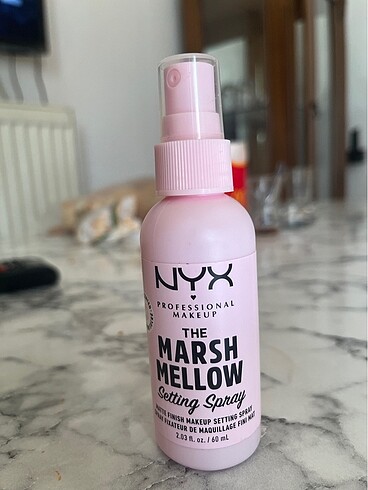 NYX
PROFESSIONAL
MAKEUP
THE
MARSH
MELLOW
Setting Spray
MATTE FINISH MAKEUP SETTING SPRAY
SPRAY FIXATEUR DE MAQUILLAGE FINI MAT
2.03 fl. oz. / 60 mL